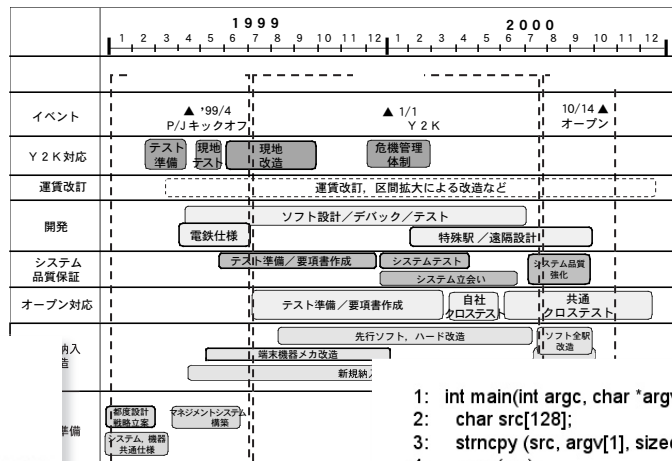 1999
2000
1 2 3 4 5 6 7 8 9 10 11 12 1 2 3 4 5 6 7 8 9 10 11 12
イベント
▲ '99/4
P/Jキックオフ
▲ 1/1
Y2K
10/14 ▲
オープン
Y2K対応
テスト
準備
現地
テスト
現地
改造
危機管理
体制
運賃改訂
運賃改訂，区間拡大による改造など
開発
ソフト設計／デバック／テスト
電鉄仕様
特殊駅／遠隔設計
システム
品質保証
テスト準備／要項書作成
システムテスト
システム立会い
システム品質
強化
オープン対応
テスト準備／要項書作成
自社
クロステスト
共通
クロステスト
納入
造
先行ソフト，ハード改造
ソフト全駅
改造
端末機器メカ改造
新規納入
準備
都度設計
戦略立案
マネジメントシステム
構築
システム，機器
共通仕様
1: int main(int argc, char *argv
2: char src[128];
3: strncpy (src, argv[1], sizeo